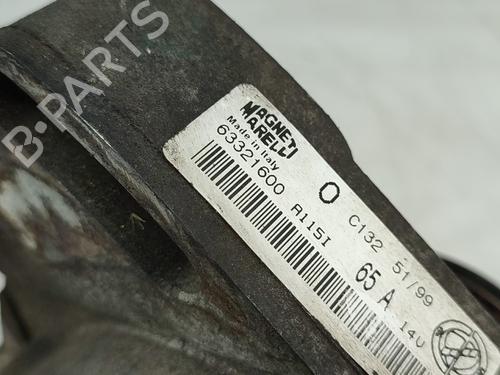 MAGNETI
MARELLI
Made in Italy
63321600 A115I
O C132 51/99
65 A 14V
B-PARTS